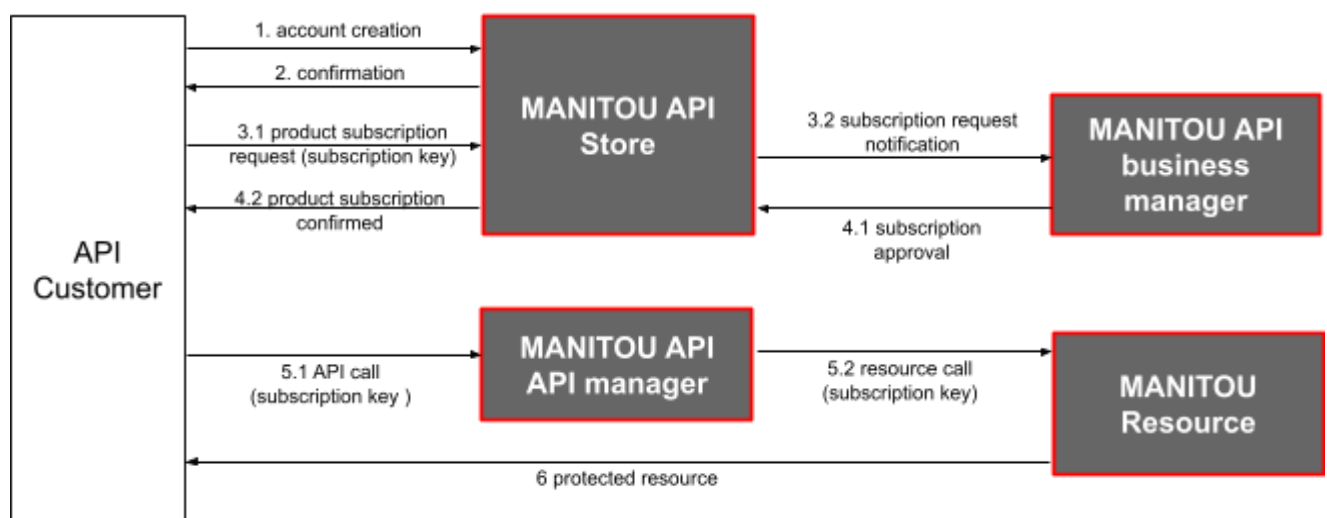 1. account creation
2. confirmation
3.1 product subscription
request (subscription key)
4.2 product subscription
confirmed
MANITOU API
Store
3.2 subscription request
notification
4.1 subscription
approval
MANITOU API
business
manager
API
Customer
5.1 API call
(subscription key )
MANITOU API
API manager
5.2 resource call
(subscription key)
MANITOU
Resource
6 protected resource